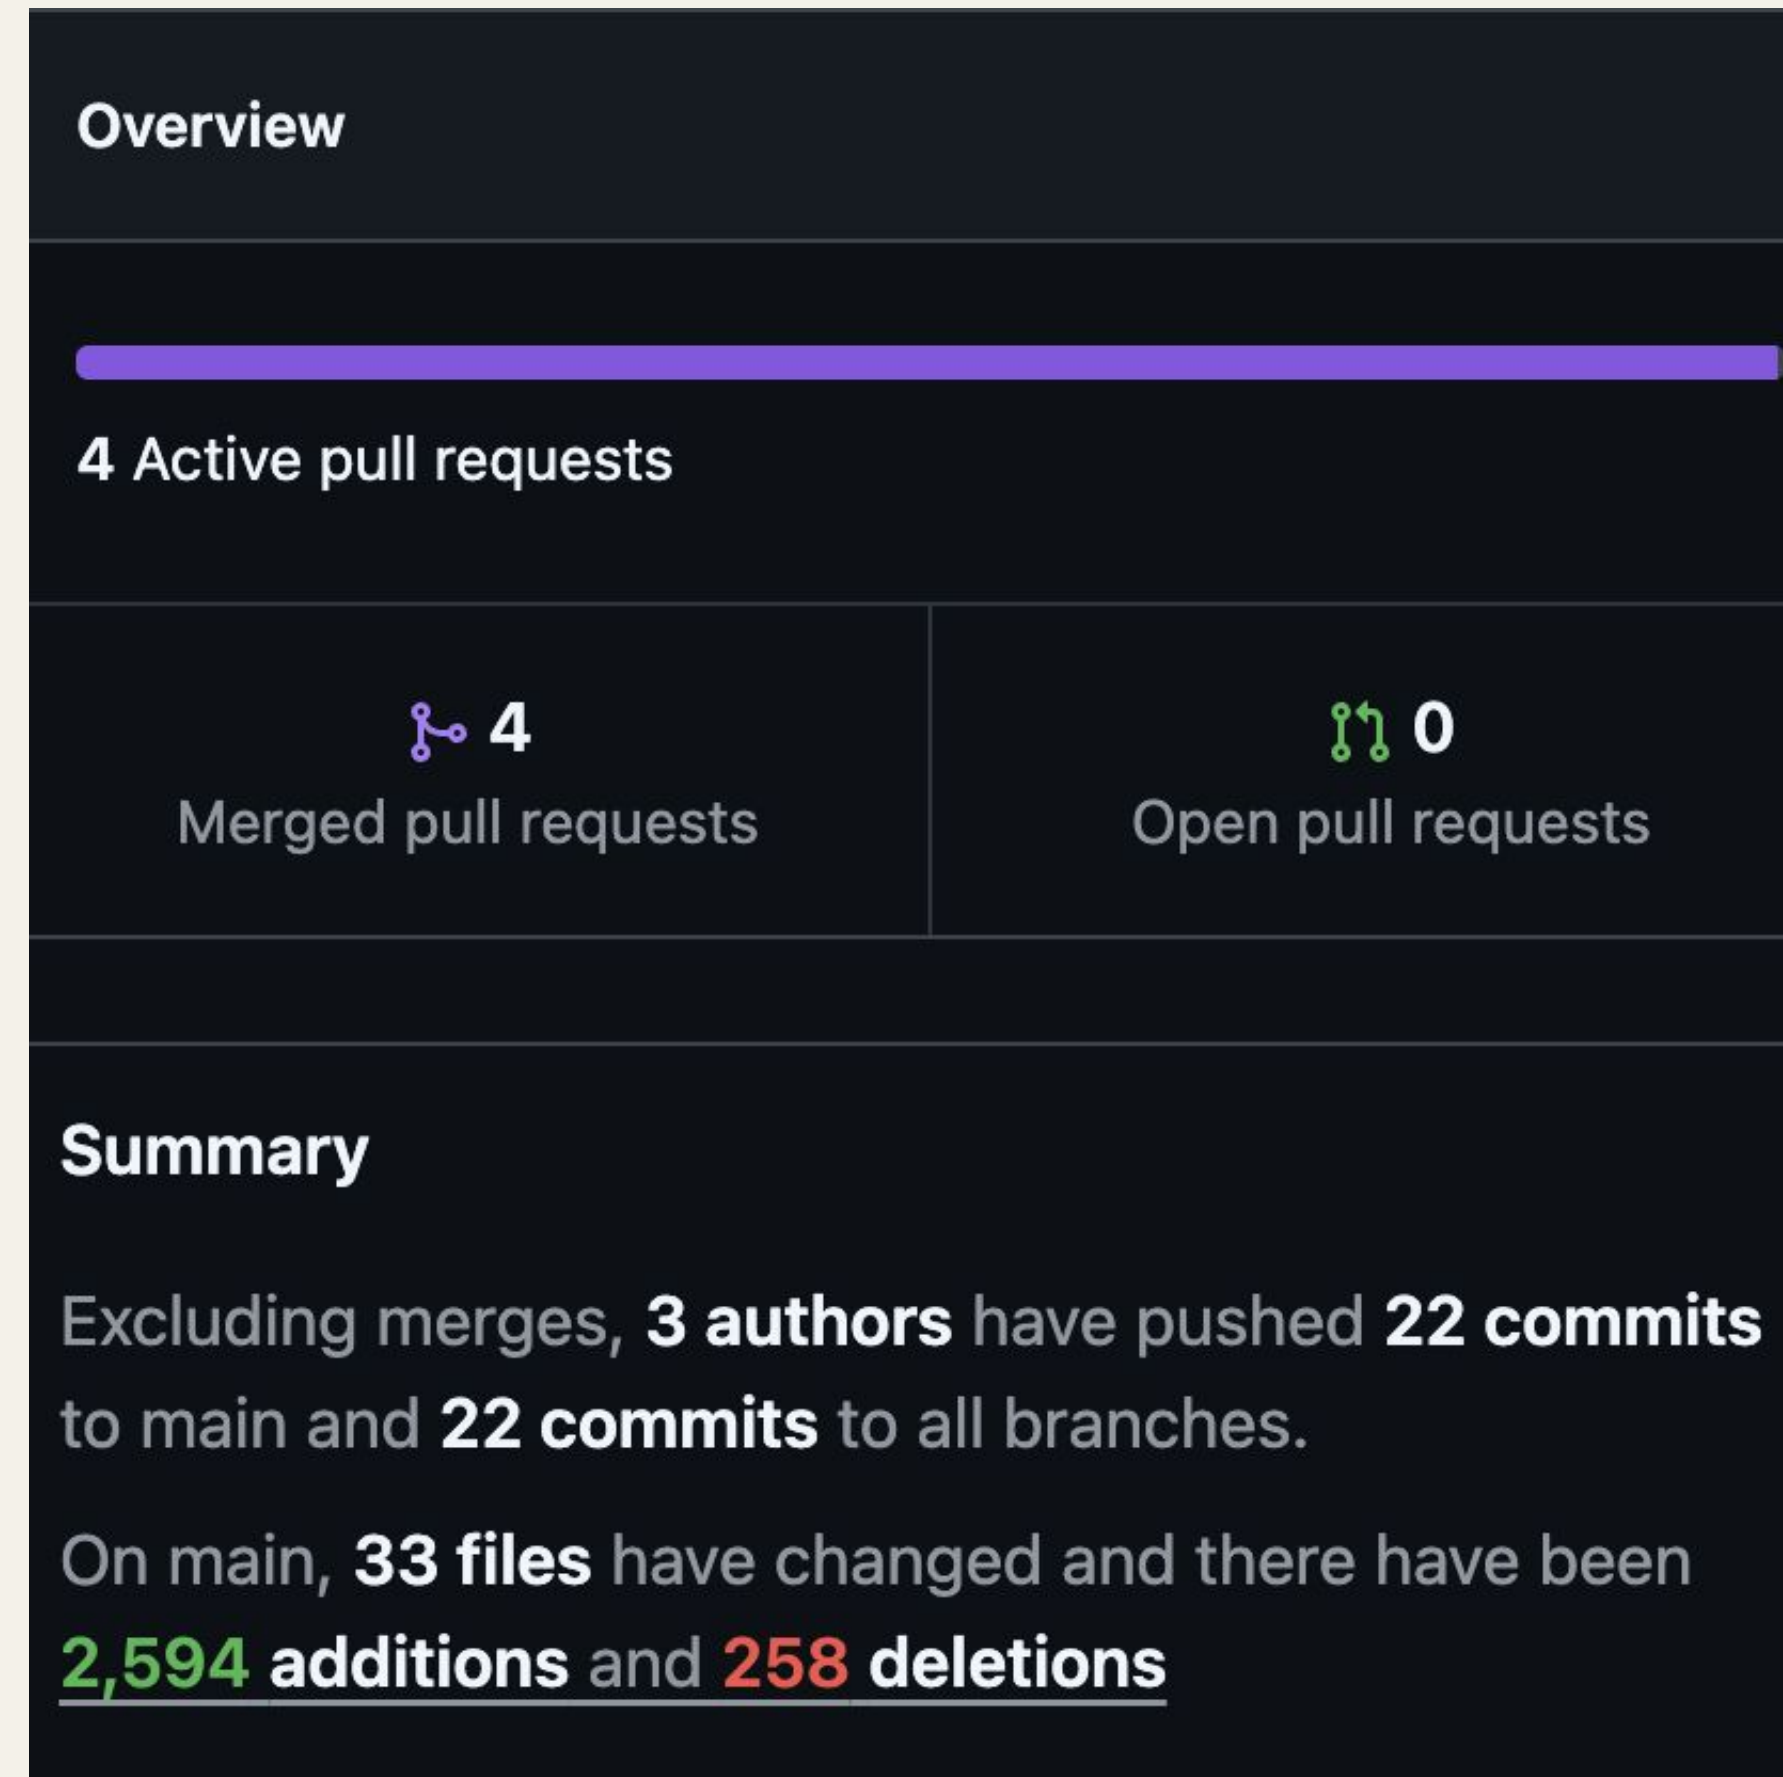 Overview
4 Active pull requests
4
0
Merged pull requests
Open pull requests
Summary
Excluding merges, 3 authors have pushed 22 commits
to main and 22 commits to all branches.
On main, 33 files have changed and there have been
2,594 additions and 258 deletions